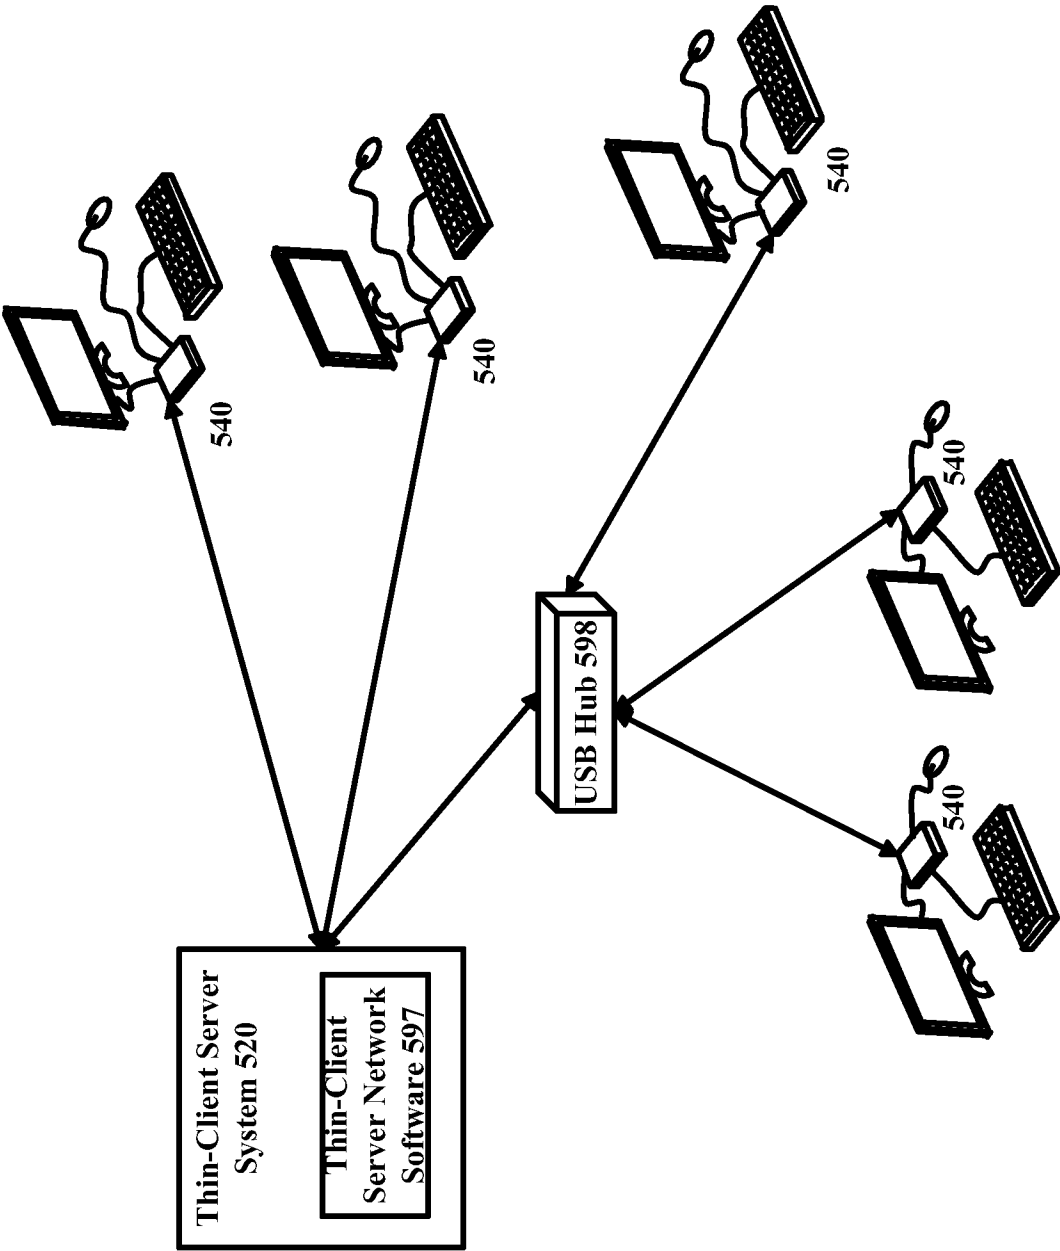 Thin-Client Server
System 520
Thin-Client
Server Network
Software 597
USB Hub 598
540
540
540
540
540